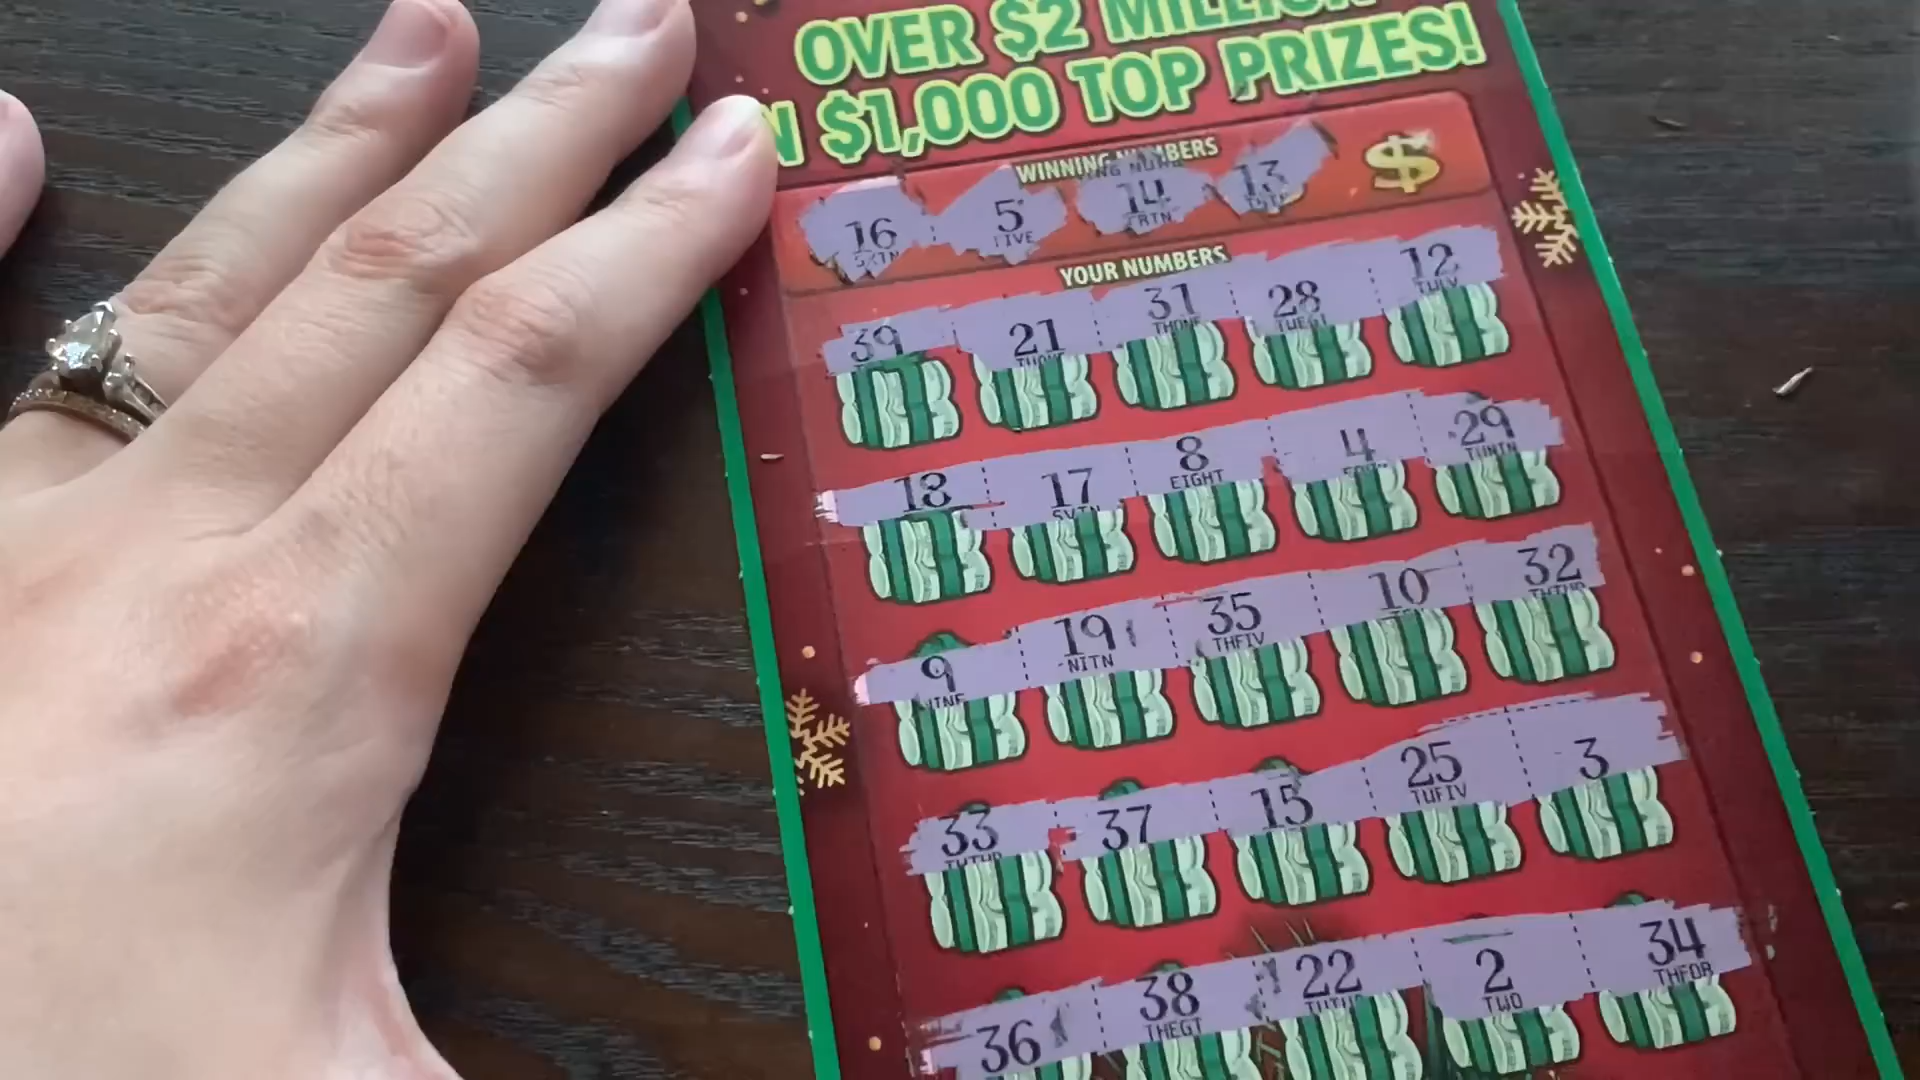 OVER $2 MILLION
N $1,000 TOP PRIZES!
WINNING NUMBERS
16 5 14 13 $
FRTN
YOUR NUMBERS
39 21 31 28 12
18 17 8 4 29
EIGHT
9 19 35 10 32
NITN THFIV
33 37 15 25 3
TUFIV
36 38 22 2 34
THEGT TWO THFOR